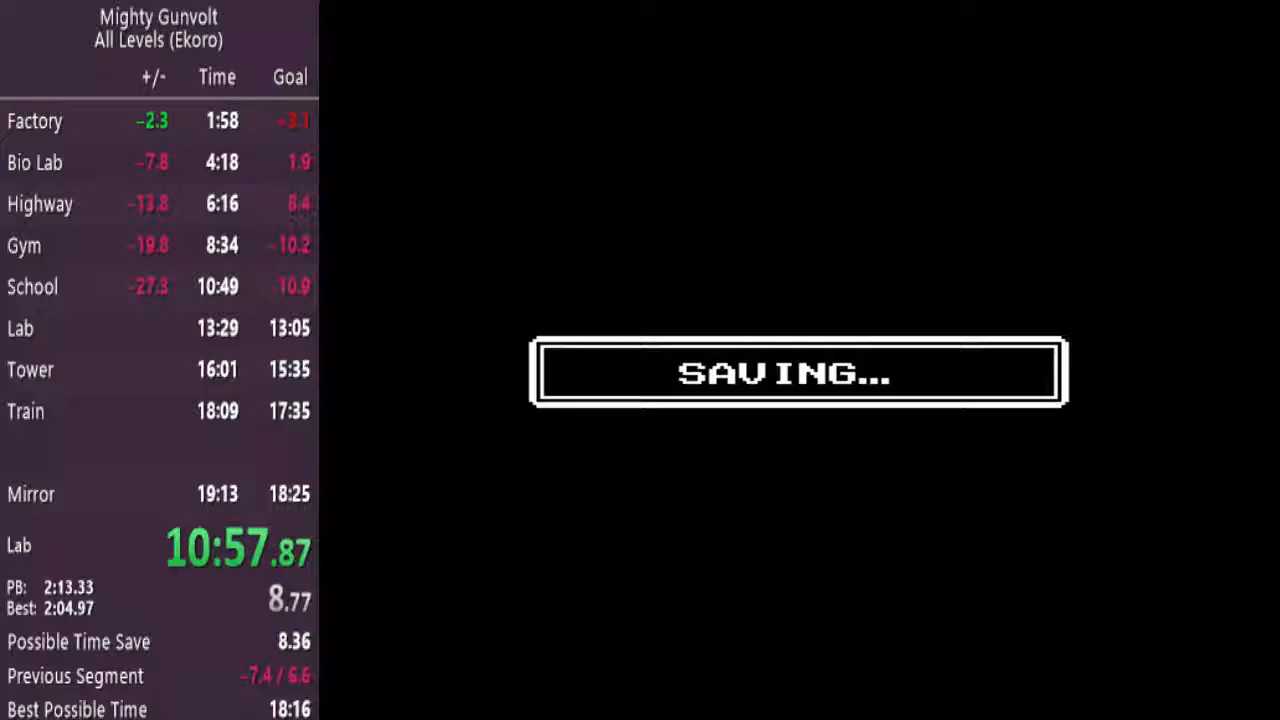 Mighty Gunvolt
All Levels (Ekoro)
+/- Time Goal
Factory −2.3 1:58 −3.1
Bio Lab −7.8 4:18 1.9
Highway −13.8 6:16 8.4
Gym −19.8 8:34 −10.2
School −27.3 10:49 10.9
Lab 13:29 13:05
Tower 16:01 15:35
Train 18:09 17:35
Mirror 19:13 18:25
Lab 10:57.87
PB: 2:13.33
Best: 2:04.97 8.77
Possible Time Save 8.36
Previous Segment −7.4 / 6.6
Best Possible Time 18:16
SAVING...